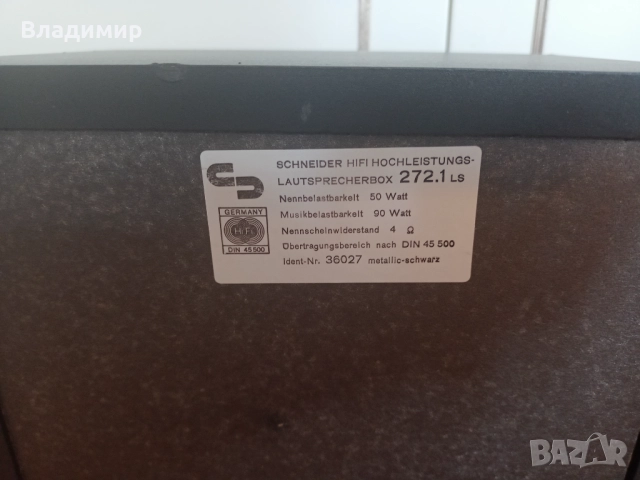 Владимир
SCHNEIDER HIFI HOCHLEISTUNGS-
LAUTSPRECHERBOX 272.1 LS
Nennbelastbarkeit 50 Watt
Musikbelastbarkeit 90 Watt
Nennscheinwiderstand 4 Ω
Übertragungsbereich nach DIN 45 500
Ident-Nr. 36027 metallic-schwarz
GERMANY
HiFi
DIN 45 500
BAZAR